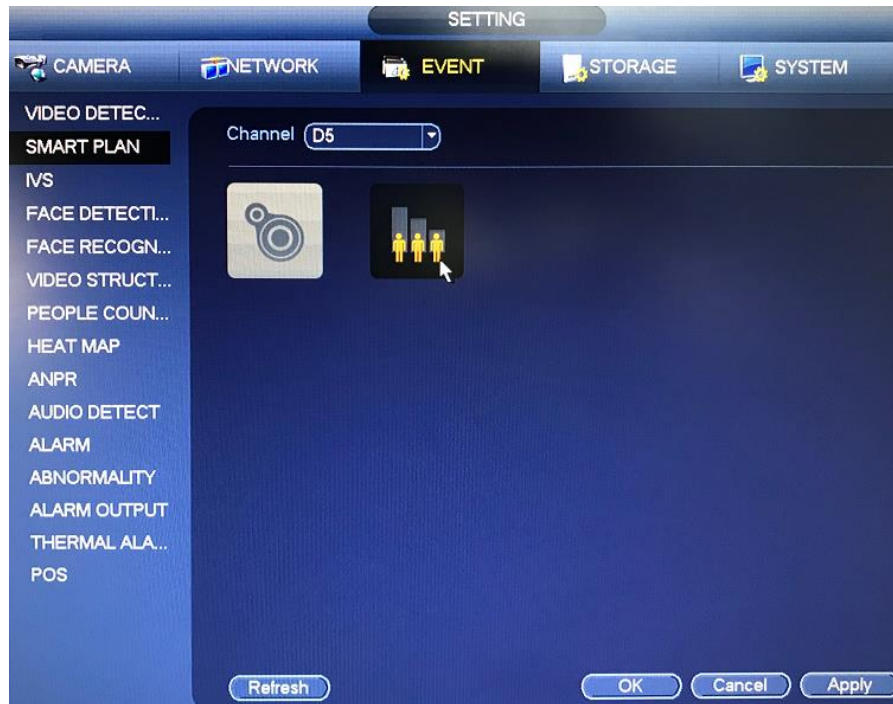 SETTING
CAMERA NETWORK EVENT STORAGE SYSTEM
VIDEO DETEC...
SMART PLAN
IVS
FACE DETECTI...
FACE RECOGN...
VIDEO STRUCT...
PEOPLE COUN...
HEAT MAP
ANPR
AUDIO DETECT
ALARM
ABNORMALITY
ALARM OUTPUT
THERMAL ALA...
POS
Channel D5
Refresh OK Cancel Apply